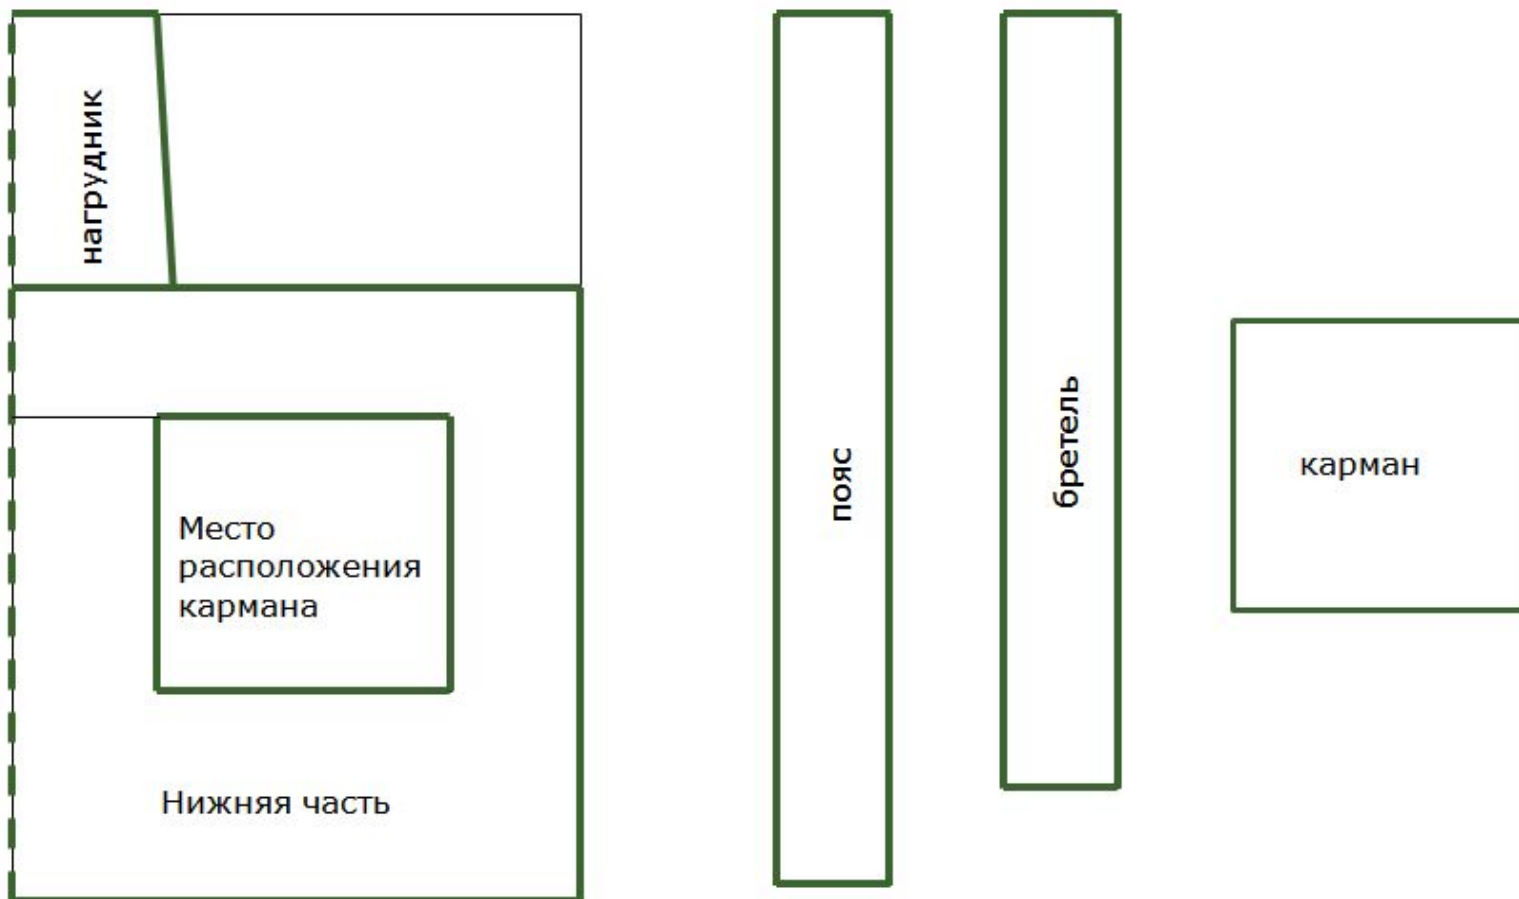 нагрудник
Место
расположения
кармана
Нижняя часть
пояс
бретель
карман